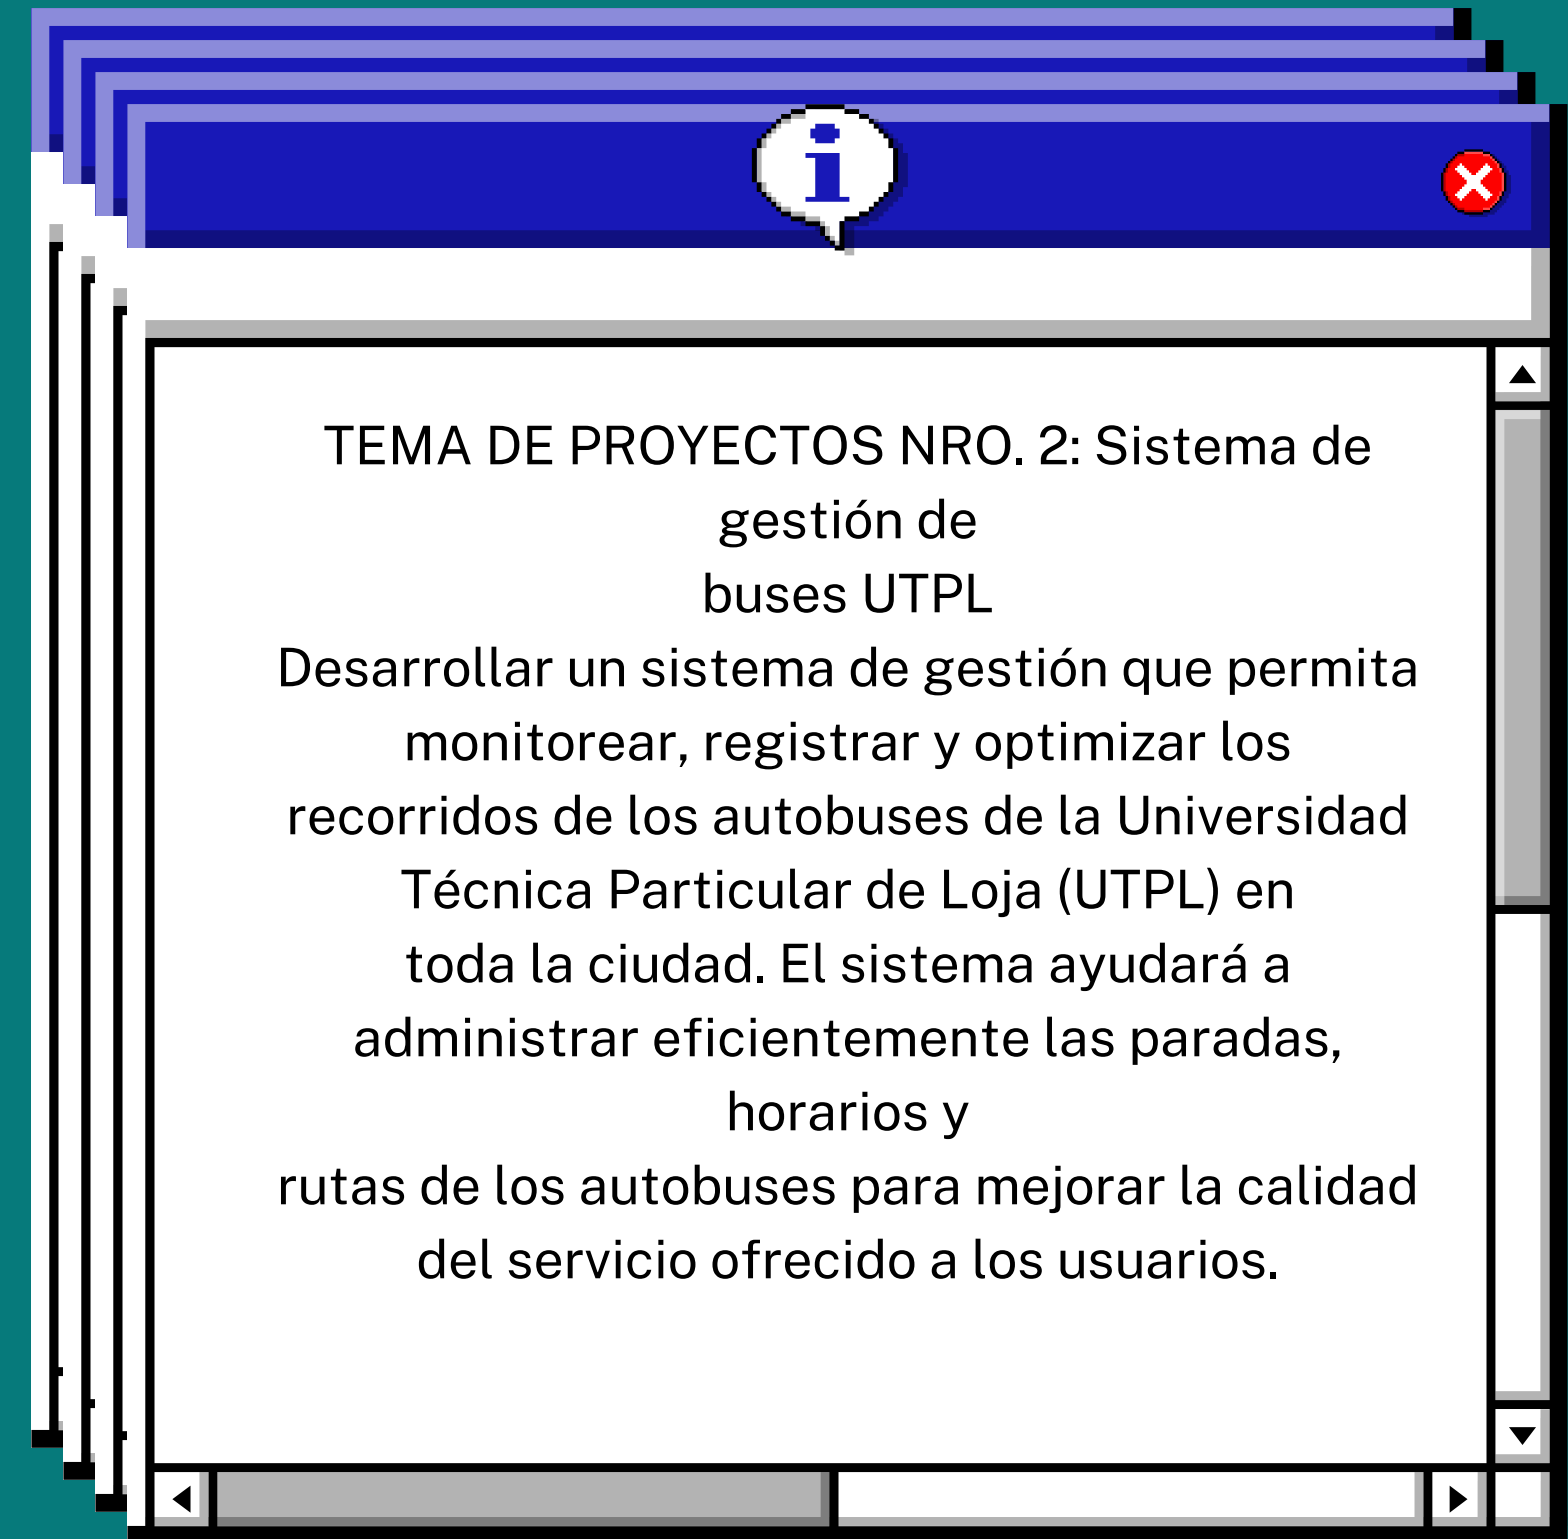 i
TEMA DE PROYECTOS NRO. 2: Sistema de
gestión de
buses UTPL
Desarrollar un sistema de gestión que permita
monitorear, registrar y optimizar los
recorridos de los autobuses de la Universidad
Técnica Particular de Loja (UTPL) en
toda la ciudad. El sistema ayudará a
administrar eficientemente las paradas,
horarios y
rutas de los autobuses para mejorar la calidad
del servicio ofrecido a los usuarios.